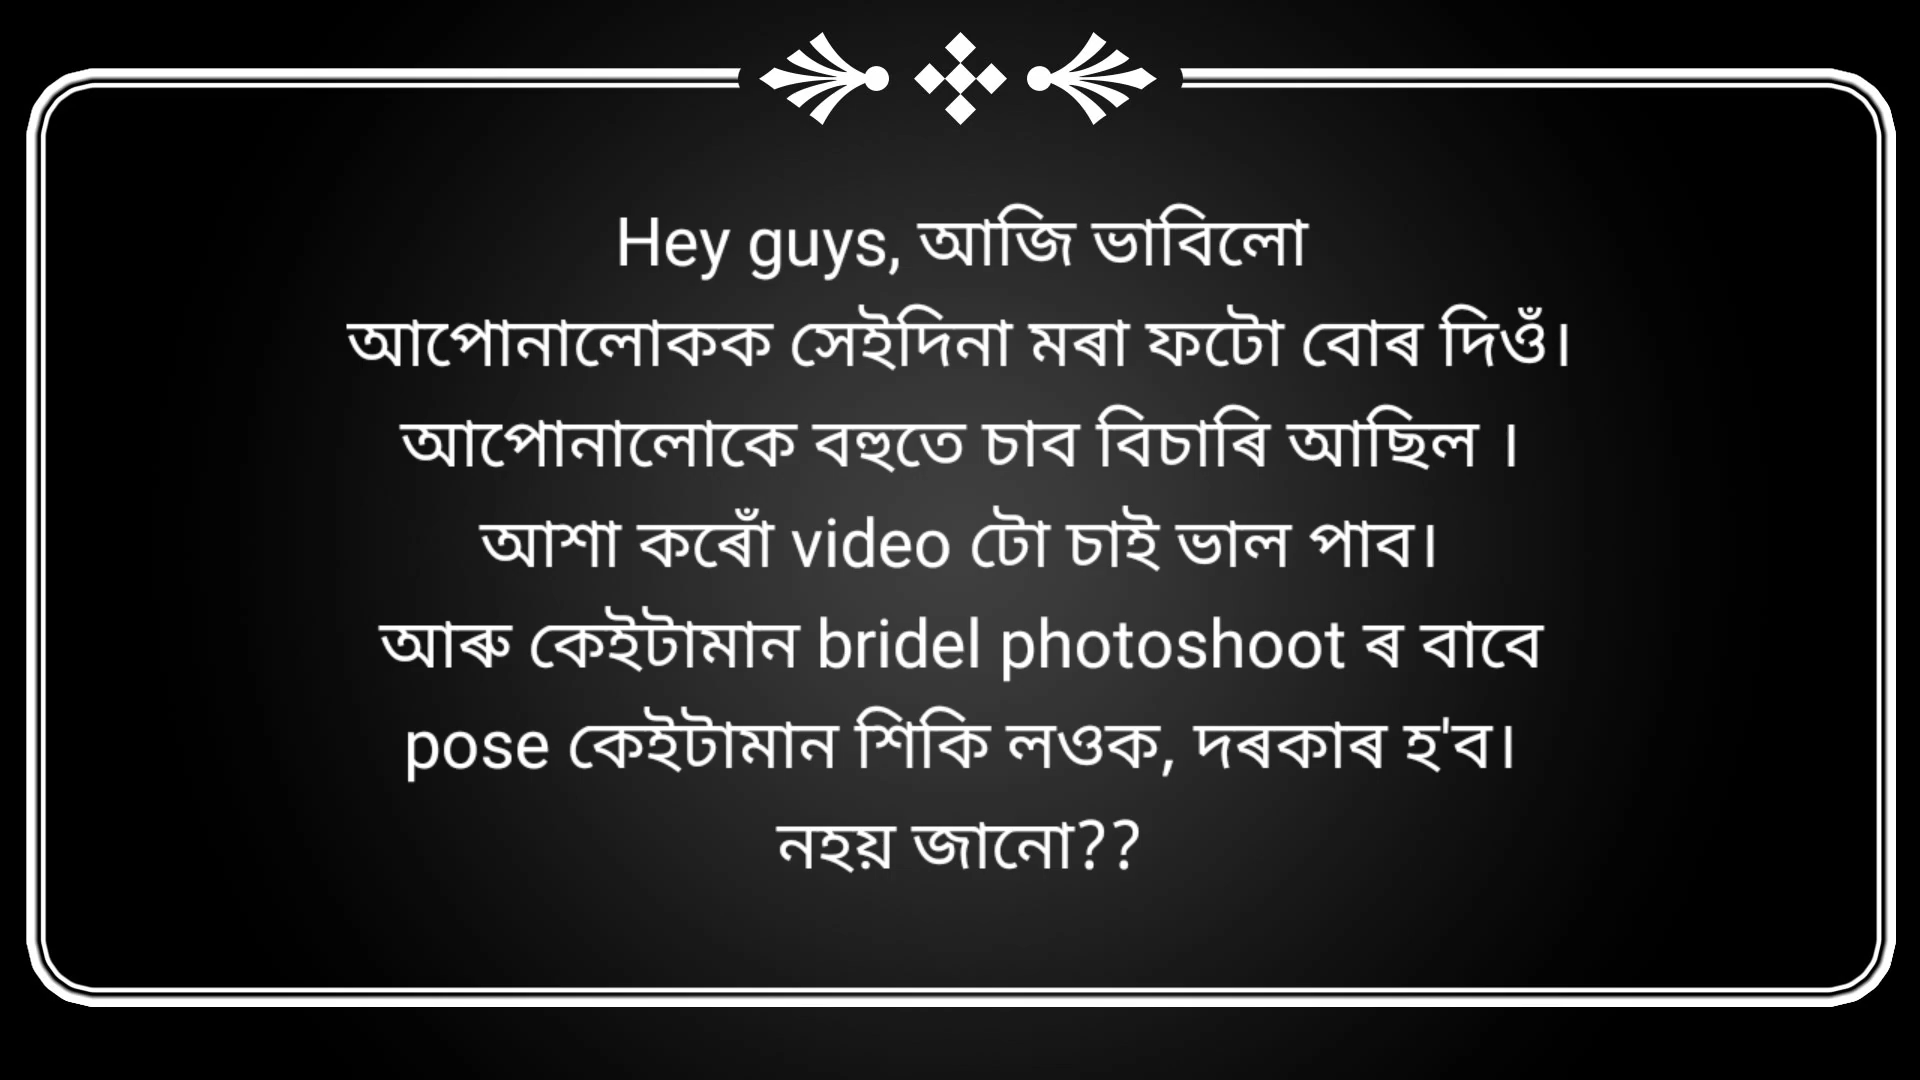 Hey guys, আজি ভাবিলো
আপোনালোকক সেইদিনা মৰা ফটো বোৰ দিওঁ।
আপোনালোকে বহুতে চাব বিচাৰি আছিল ।
আশা কৰোঁ video টো চাই ভাল পাব।
আৰু কেইটামান bridel photoshoot ৰ বাবে
pose কেইটামান শিকি লওক, দৰকাৰ হ'ব।
নহয় জানো??